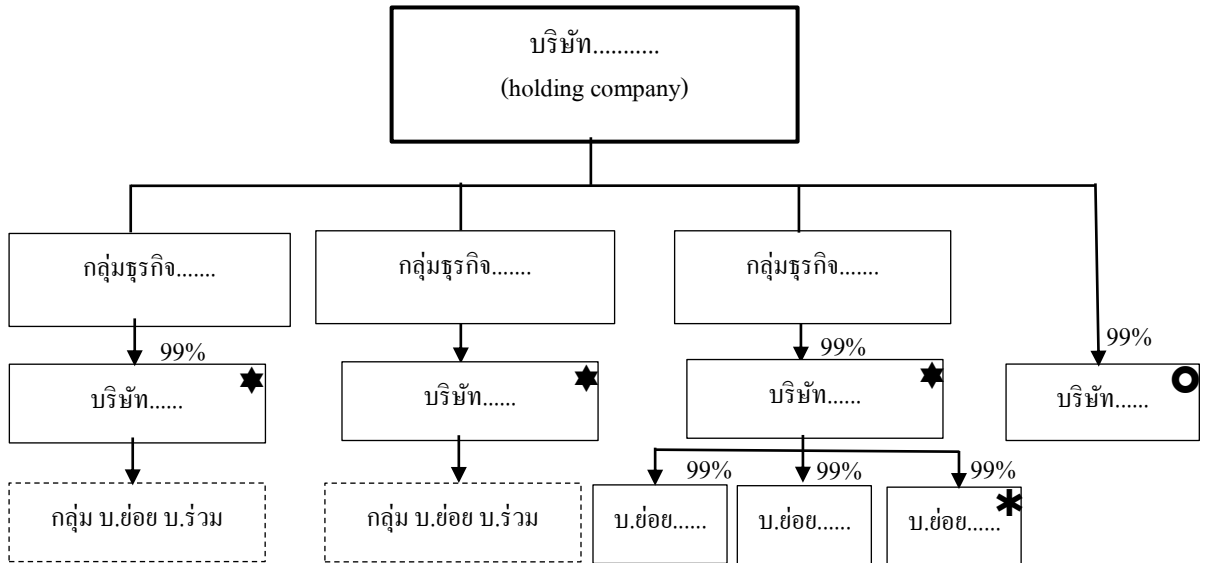 บริษัท...........
(holding company)
กลุ่มธุรกิจ.......
กลุ่มธุรกิจ.......
กลุ่มธุรกิจ.......
99%
99%
99%
บริษัท......
บริษัท......
บริษัท......
บริษัท......
99%
99%
99%
กลุ่ม บ.ย่อย บ.ร่วม
กลุ่ม บ.ย่อย บ.ร่วม
บ.ย่อย......
บ.ย่อย......
บ.ย่อย......